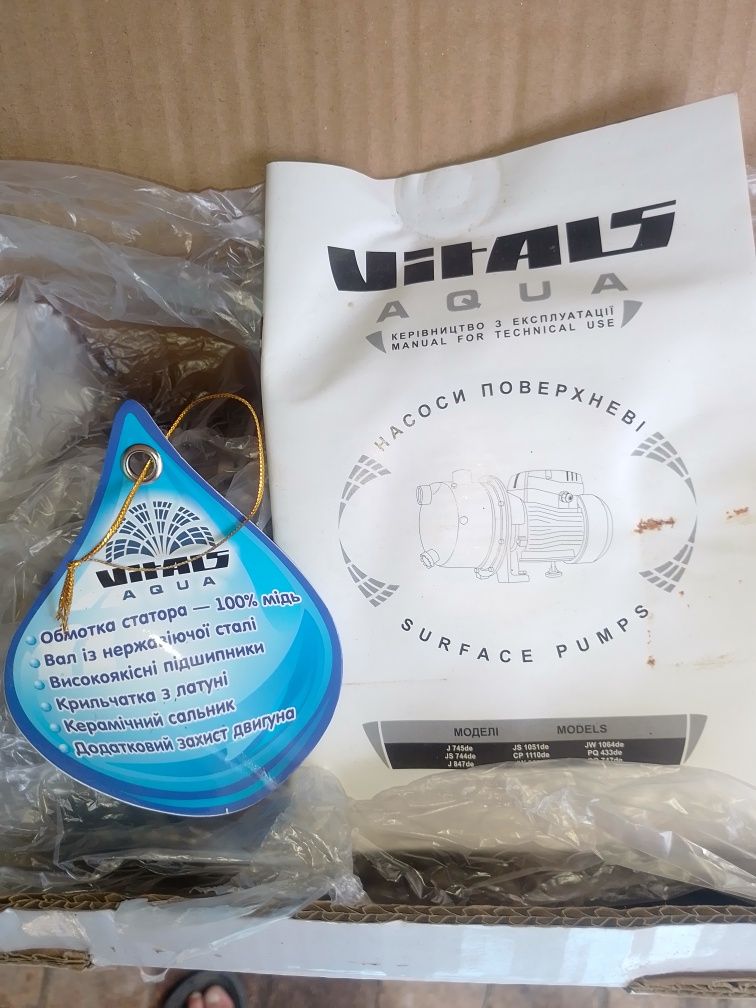 VITALS
AQUA
КЕРІВНИЦТВО З ЕКСПЛУАТАЦІЇ
MANUAL FOR TECHNICAL USE
НАСОСИ ПОВЕРХНЕВІ
SURFACE PUMPS
МОДЕЛІ MODELS
J 745de JS 1051de JW 1064de
JS 744de CP 1110de PQ 433de
J 847de
VITALS
AQUA
Обмотка статора — 100% мідь
Вал із нержавіючої сталі
Високоякісні підшипники
Крильчатка з латуні
Керамічний сальник
Додатковий захист двигуна